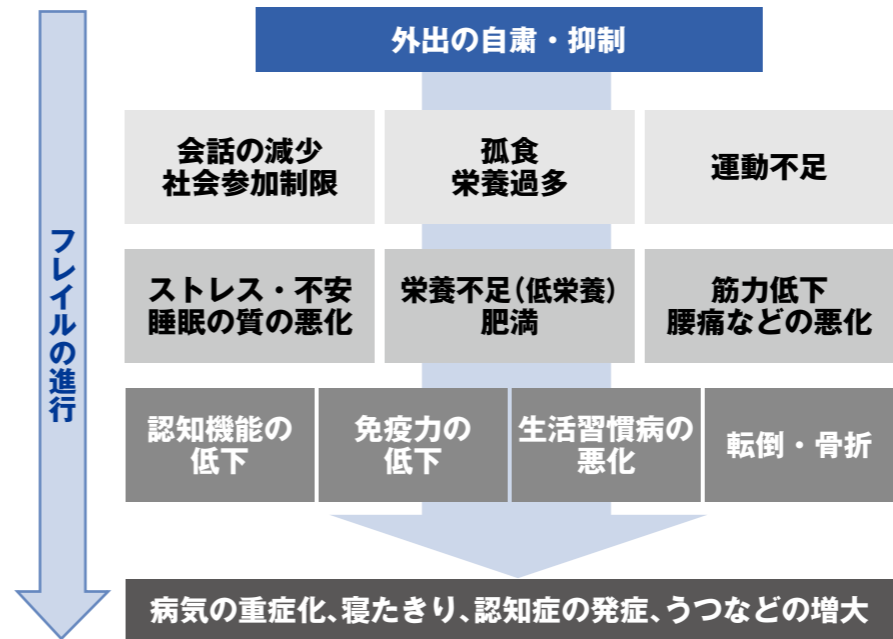 外出の自粛・抑制
会話の減少
社会参加制限
孤食
栄養過多
運動不足
ストレス・不安
睡眠の質の悪化
栄養不足(低栄養)
肥満
筋力低下
腰痛などの悪化
認知機能の
低下
免疫力の
低下
生活習慣病の
悪化
転倒・骨折
病気の重症化、寝たきり、認知症の発症、うつなどの増大
フレイルの進行